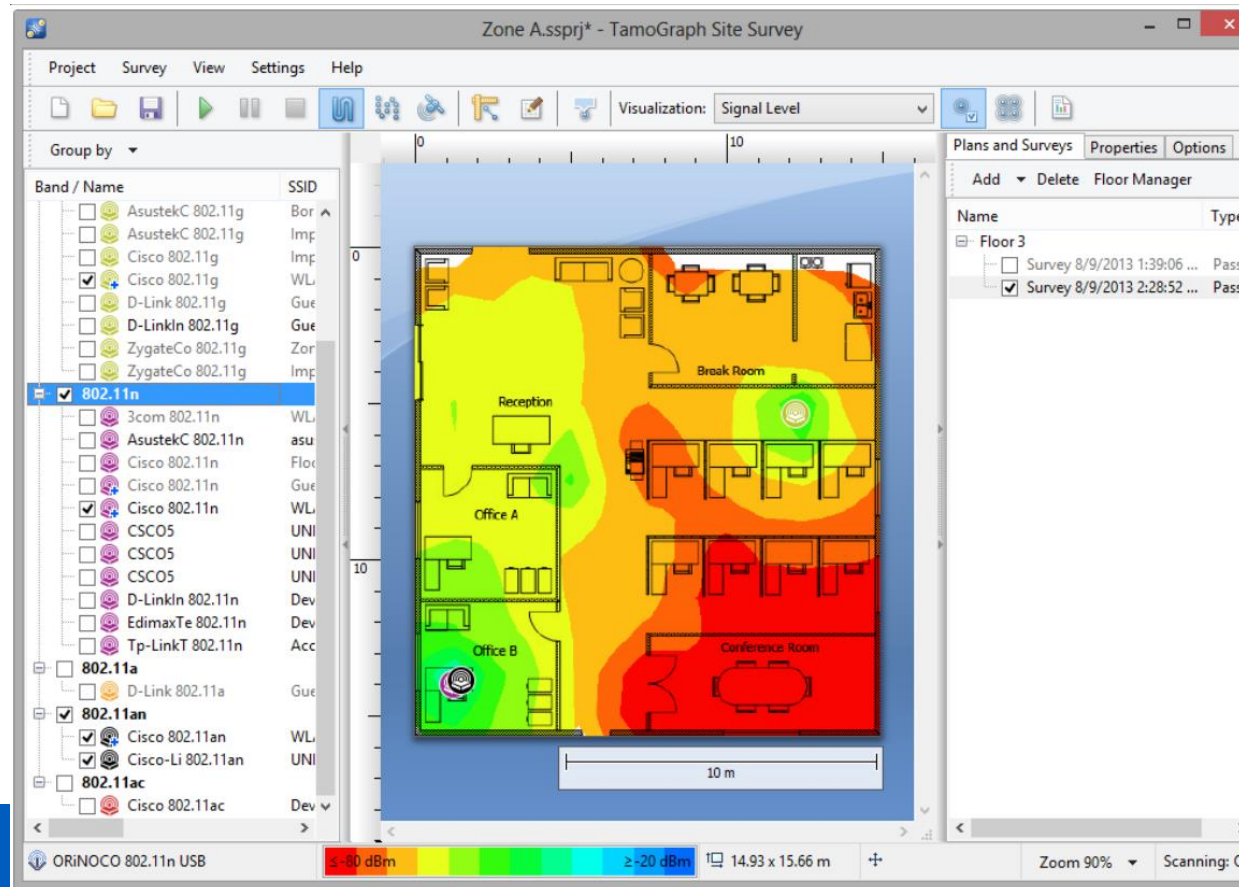 Zone A.ssprj* - TamoGraph Site Survey
Project Survey View Settings Help
Visualization: Signal Level
Group by
Band / Name SSID
AsustekC 802.11g Bor
AsustekC 802.11g Imp
Cisco 802.11g Imp
Cisco 802.11g WL
D-Link 802.11g Gue
D-LinkIn 802.11g Gue
ZygateCo 802.11g Zor
ZygateCo 802.11g Imp
802.11n
3com 802.11n WL
AsustekC 802.11n asu
Cisco 802.11n Floo
Cisco 802.11n Gue
Cisco 802.11n WL
CSCO5 UNI
CSCO5 UNI
CSCO5 UNI
D-LinkIn 802.11n Dev
EdimaxTe 802.11n Dev
Tp-LinkT 802.11n Acc
802.11a
D-Link 802.11a Gue
802.11an
Cisco 802.11an WL
Cisco-Li 802.11an UNI
802.11ac
Cisco 802.11ac Dev
0 10
0
10
Break Room
Reception
Office A
Office B
Conference Room
10 m
Plans and Surveys Properties Options
Add Delete Floor Manager
Name Type
Floor 3
Survey 8/9/2013 1:39:06 ... Pass
Survey 8/9/2013 2:28:52 ... Pass
ORiNOCO 802.11n USB ≤-80 dBm ≥-20 dBm 14.93 x 15.66 m Zoom 90% Scanning: